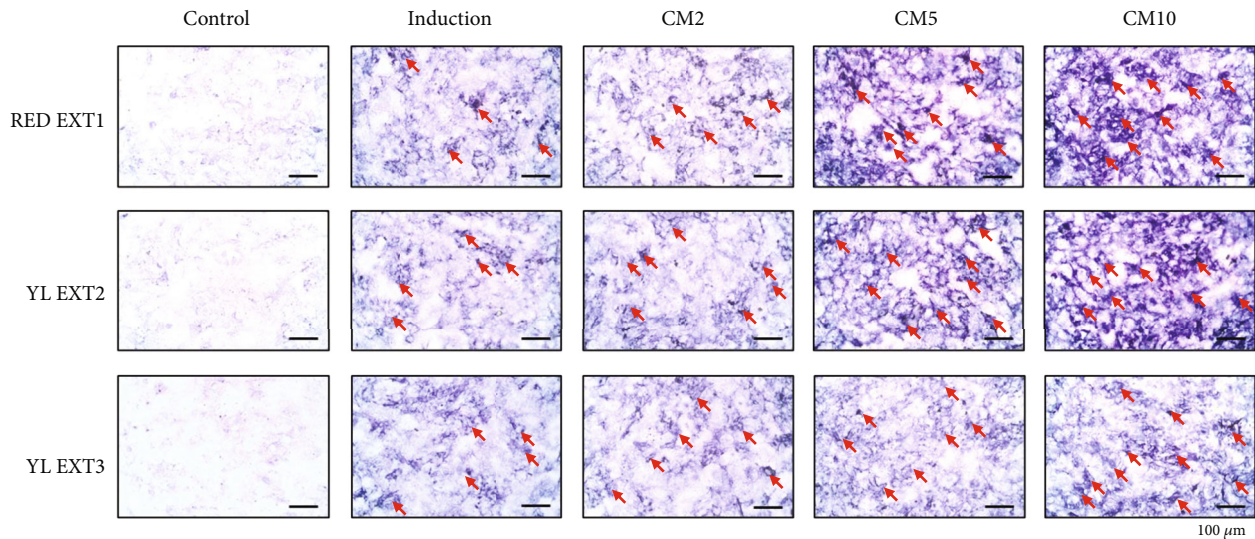 Control Induction CM2 CM5 CM10
RED EXT1
YL EXT2
YL EXT3
100 µm